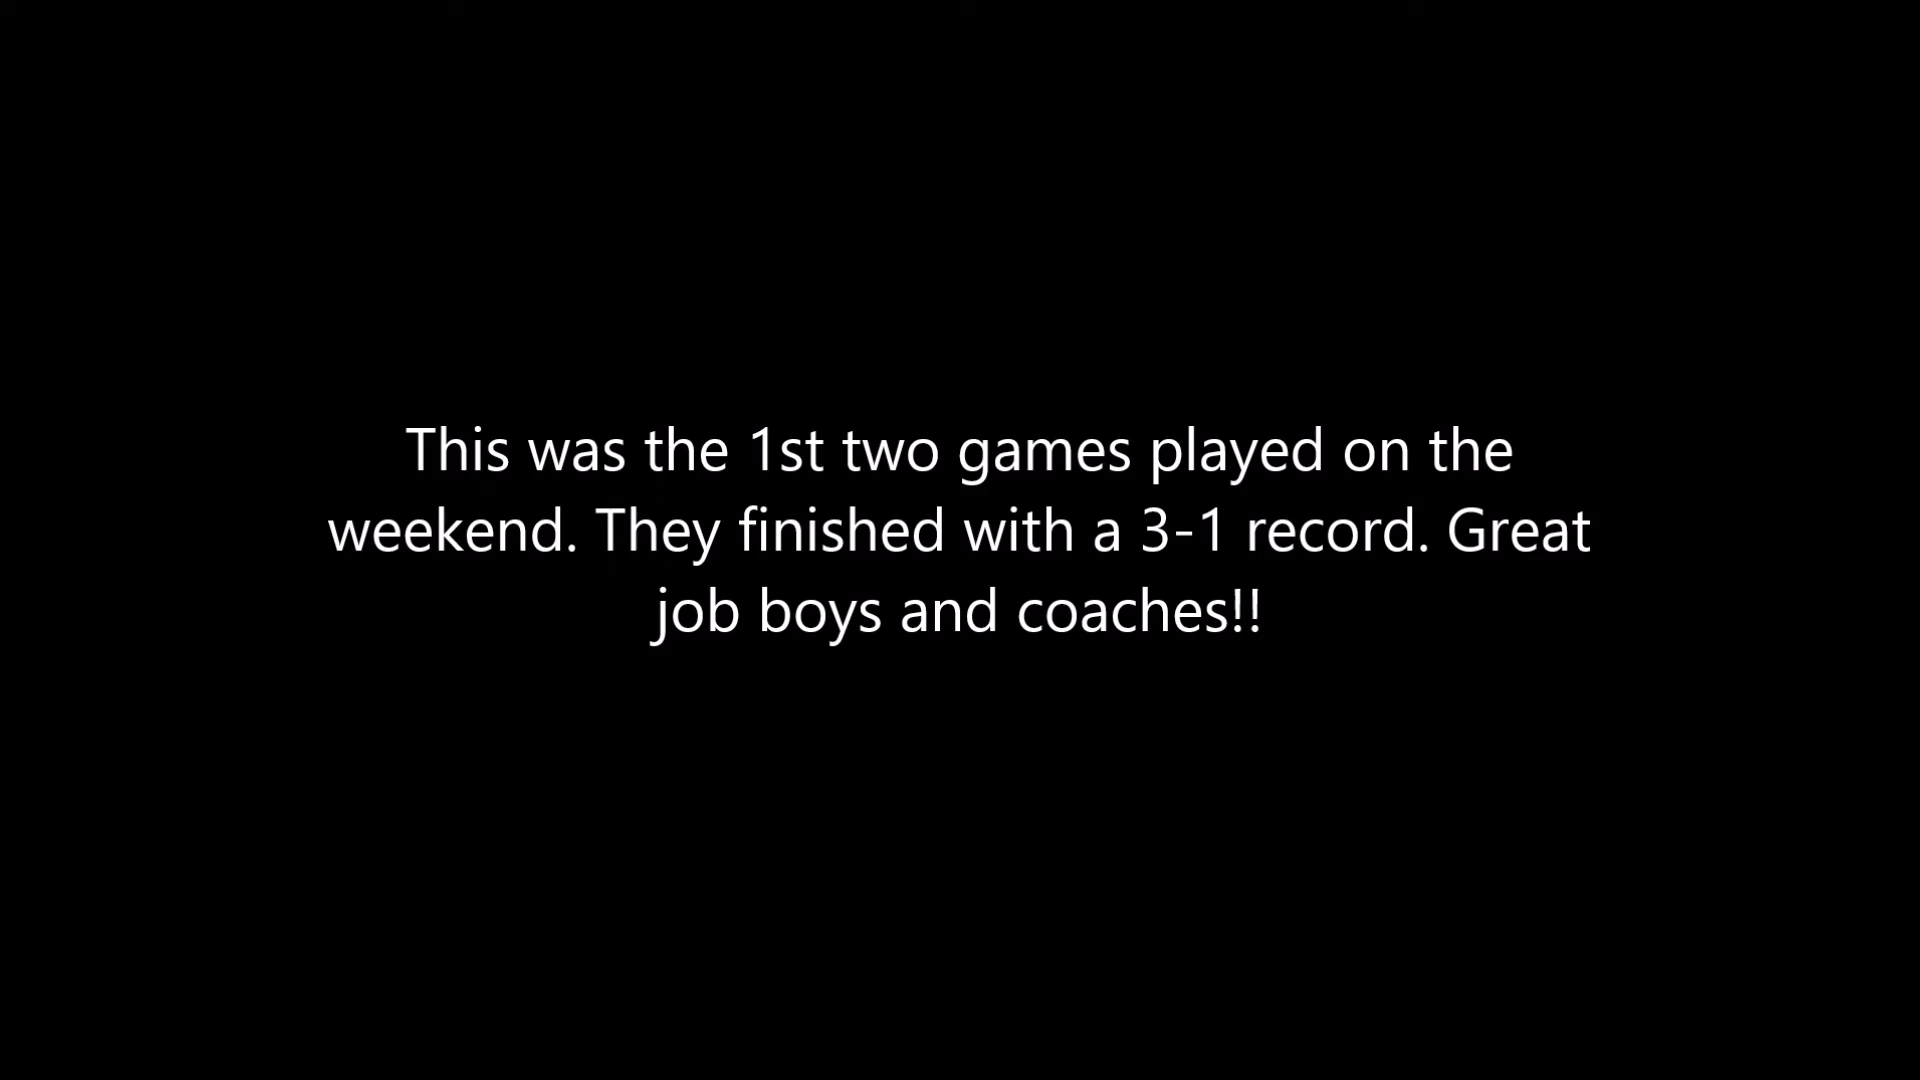 This was the 1st two games played on the
weekend. They finished with a 3-1 record. Great
job boys and coaches!!